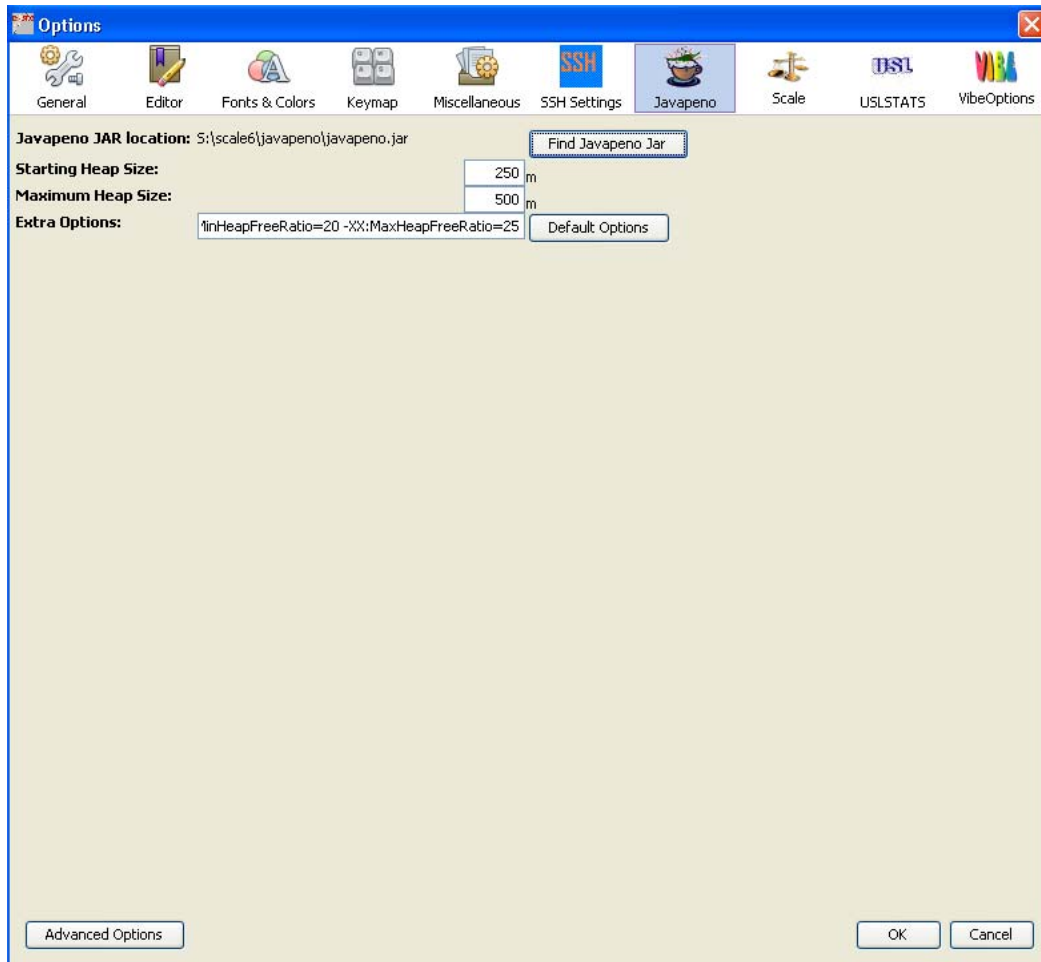 Options
General Editor Fonts & Colors Keymap Miscellaneous SSH Settings Javapeno Scale USLSTATS VibeOptions
SSH
USL
Javapeno JAR location: S:\scale6\javapeno\javapeno.jar Find Javapeno Jar
Starting Heap Size: 250 m
Maximum Heap Size: 500 m
Extra Options: MinHeapFreeRatio=20 -XX:MaxHeapFreeRatio=25 Default Options
Advanced Options OK Cancel